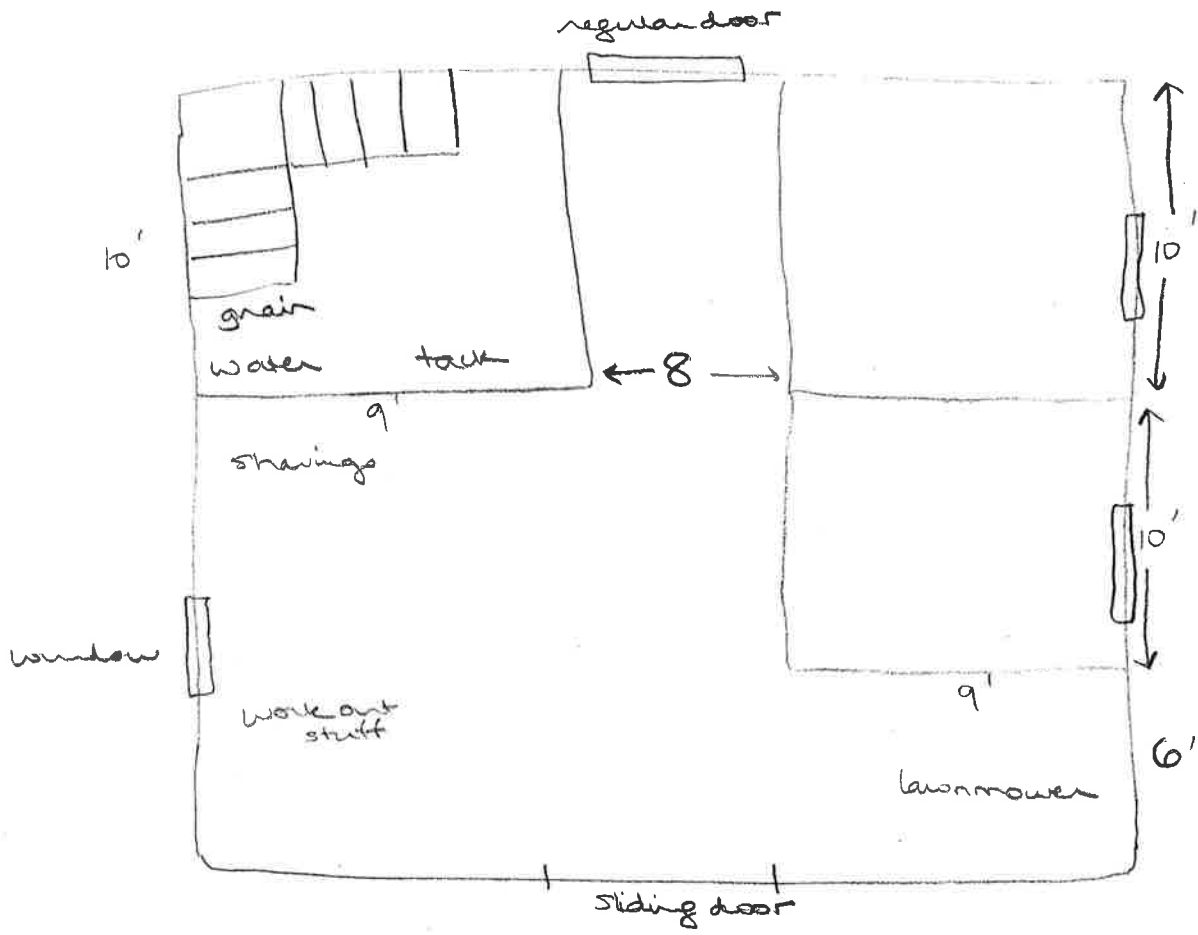 regular door
10'
10'
grain
water tack
8
9'
shavings
10'
window
work out
stuff
9'
6'
lawnmower
sliding door